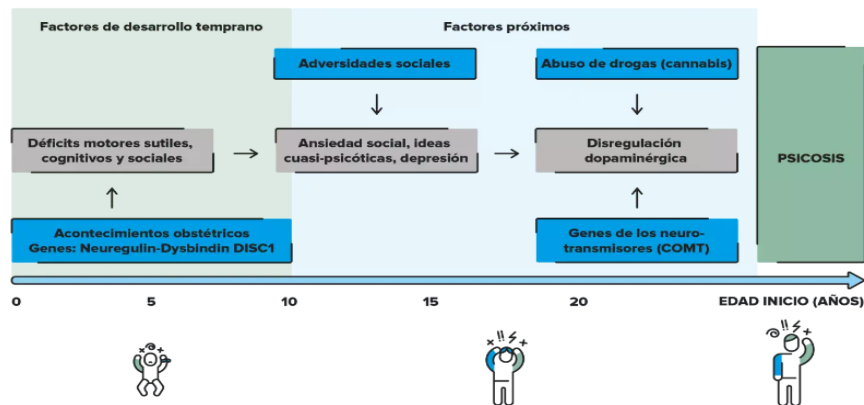 Factores de desarrollo temprano
Factores próximos
Adversidades sociales
Abuso de drogas (cannabis)
Déficits motores sutiles,
cognitivos y sociales
Ansiedad social, ideas
cuasi-psicóticas, depresión
Disregulación
dopaminérgica
PSICOSIS
Acontecimientos obstétricos
Genes: Neuregulin-Dysbindin DISC1
Genes de los neuro-
transmisores (COMT)
0 5 10 15 20 EDAD INICIO (AÑOS)